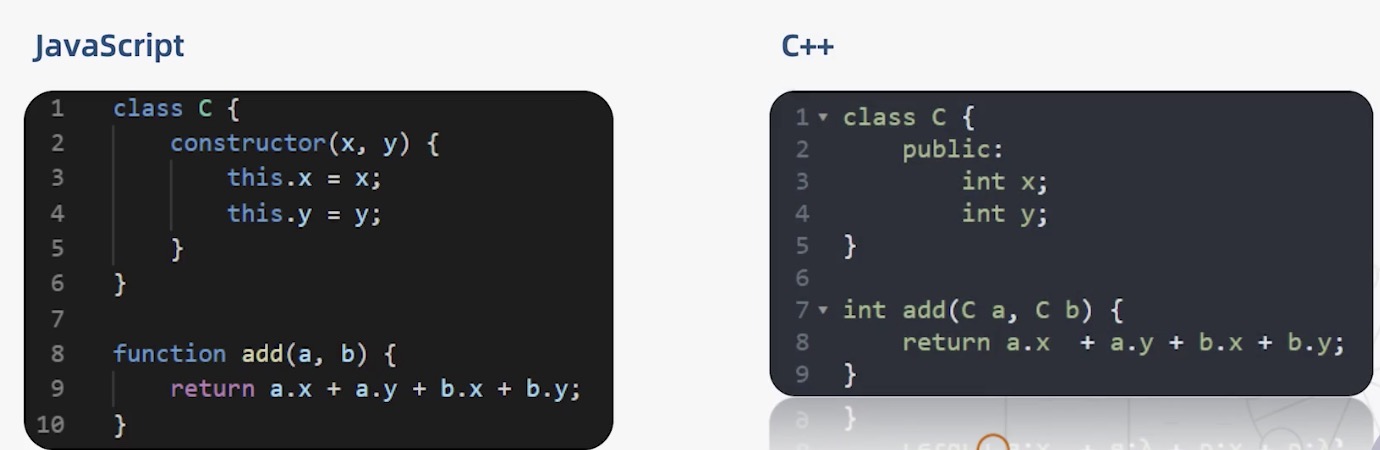 JavaScript
1 class C {
2 constructor(x, y) {
3 this.x = x;
4 this.y = y;
5 }
6 }
7
8 function add(a, b) {
9 return a.x + a.y + b.x + b.y;
10 }
C++
1 class C {
2 public:
3 int x;
4 int y;
5 }
6
7 int add(C a, C b) {
8 return a.x  + a.y + b.x + b.y;
9 }